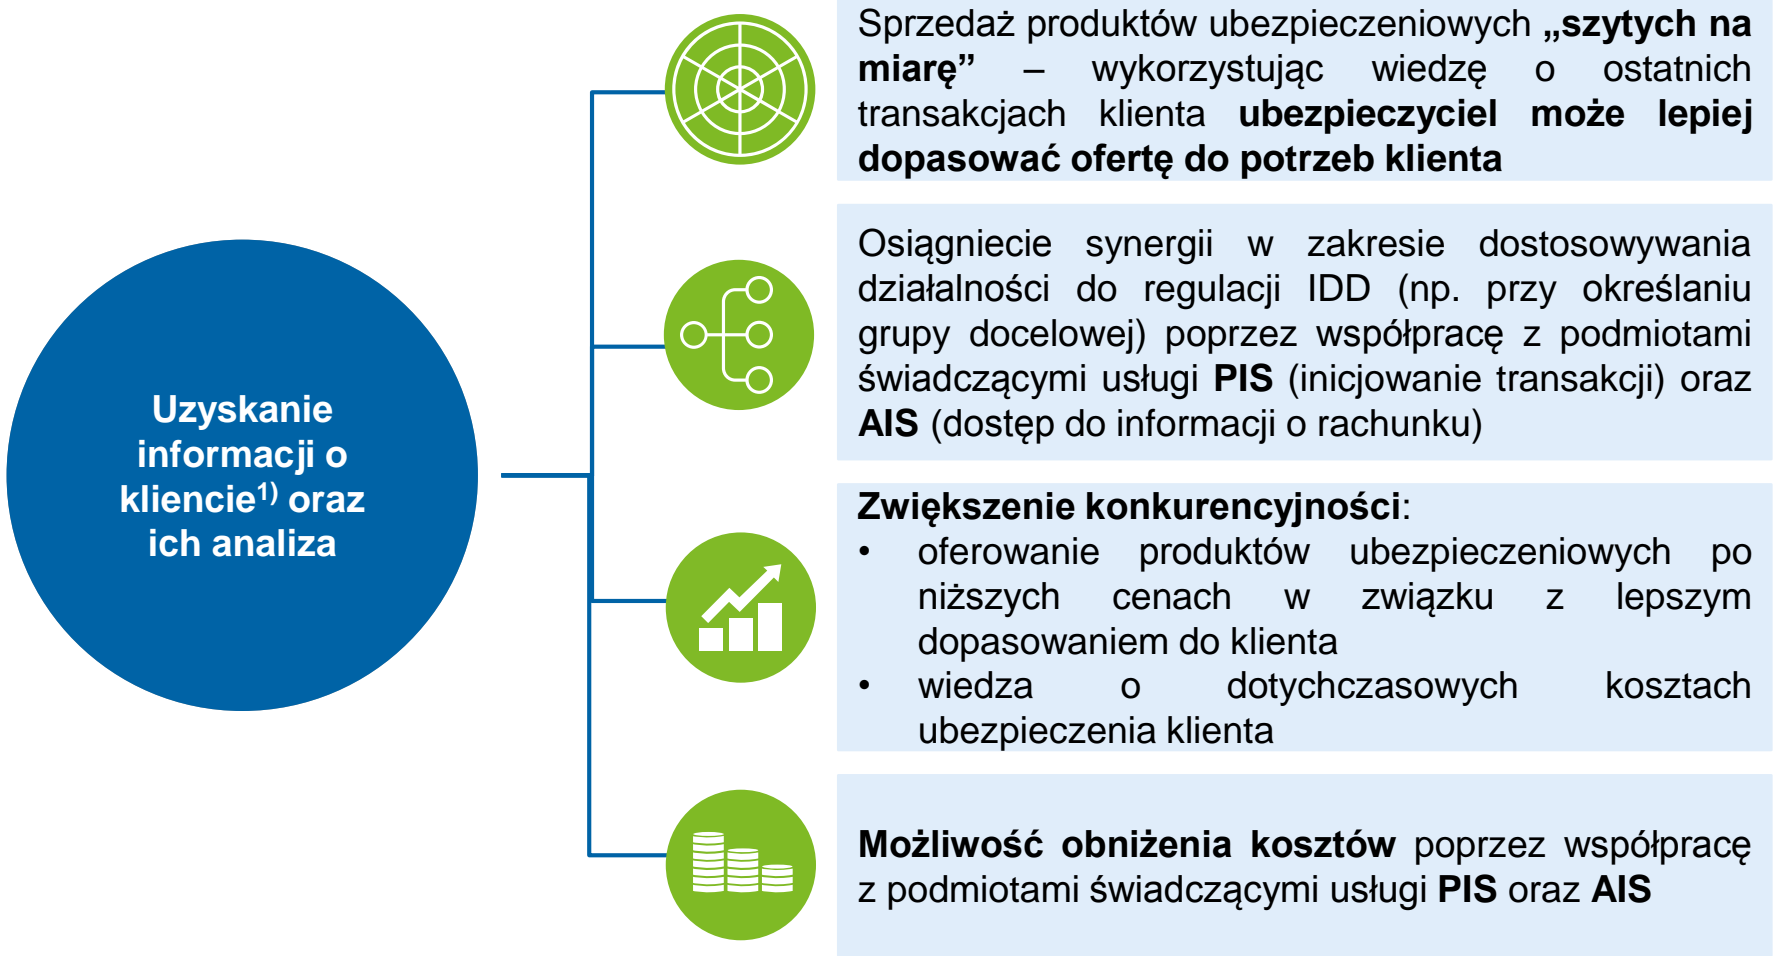 Uzyskanie
informacji o
kliencie¹⁾ oraz
ich analiza
Sprzedaż produktów ubezpieczeniowych „szytych na
miarę” – wykorzystując wiedzę o ostatnich
transakcjach klienta ubezpieczyciel może lepiej
dopasować ofertę do potrzeb klienta
Osiągniecie synergii w zakresie dostosowywania
działalności do regulacji IDD (np. przy określaniu
grupy docelowej) poprzez współpracę z podmiotami
świadczącymi usługi PIS (inicjowanie transakcji) oraz
AIS (dostęp do informacji o rachunku)
Zwiększenie konkurencyjności:
• oferowanie produktów ubezpieczeniowych po
niższych cenach w związku z lepszym
dopasowaniem do klienta
• wiedza o dotychczasowych kosztach
ubezpieczenia klienta
Możliwość obniżenia kosztów poprzez współpracę
z podmiotami świadczącymi usługi PIS oraz AIS